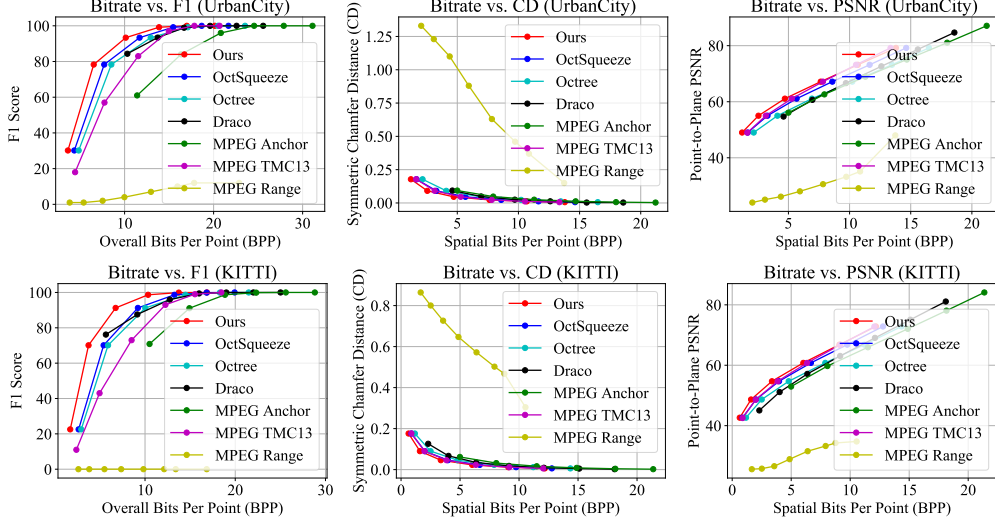 Bitrate vs. F1 (UrbanCity)
F1 Score
100
80
60
40
20
0
10
20
30
Overall Bits Per Point (BPP)
Ours
OctSqueeze
Octree
Draco
MPEG Anchor
MPEG TMC13
MPEG Range
Bitrate vs. CD (UrbanCity)
Symmetric Chamfer Distance (CD)
1.25
1.00
0.75
0.50
0.25
0.00
5
10
15
20
Spatial Bits Per Point (BPP)
Ours
OctSqueeze
Octree
Draco
MPEG Anchor
MPEG TMC13
MPEG Range
Bitrate vs. PSNR (UrbanCity)
Point-to-Plane PSNR
80
60
40
5
10
15
20
Spatial Bits Per Point (BPP)
Ours
OctSqueeze
Octree
Draco
MPEG Anchor
MPEG TMC13
MPEG Range
Bitrate vs. F1 (KITTI)
F1 Score
100
80
60
40
20
0
10
20
30
Overall Bits Per Point (BPP)
Ours
OctSqueeze
Octree
Draco
MPEG Anchor
MPEG TMC13
MPEG Range
Bitrate vs. CD (KITTI)
Symmetric Chamfer Distance (CD)
0.8
0.6
0.4
0.2
0.0
0
5
10
15
20
Spatial Bits Per Point (BPP)
Ours
OctSqueeze
Octree
Draco
MPEG Anchor
MPEG TMC13
MPEG Range
Bitrate vs. PSNR (KITTI)
Point-to-Plane PSNR
80
60
40
0
5
10
15
20
Spatial Bits Per Point (BPP)
Ours
OctSqueeze
Octree
Draco
MPEG Anchor
MPEG TMC13
MPEG Range